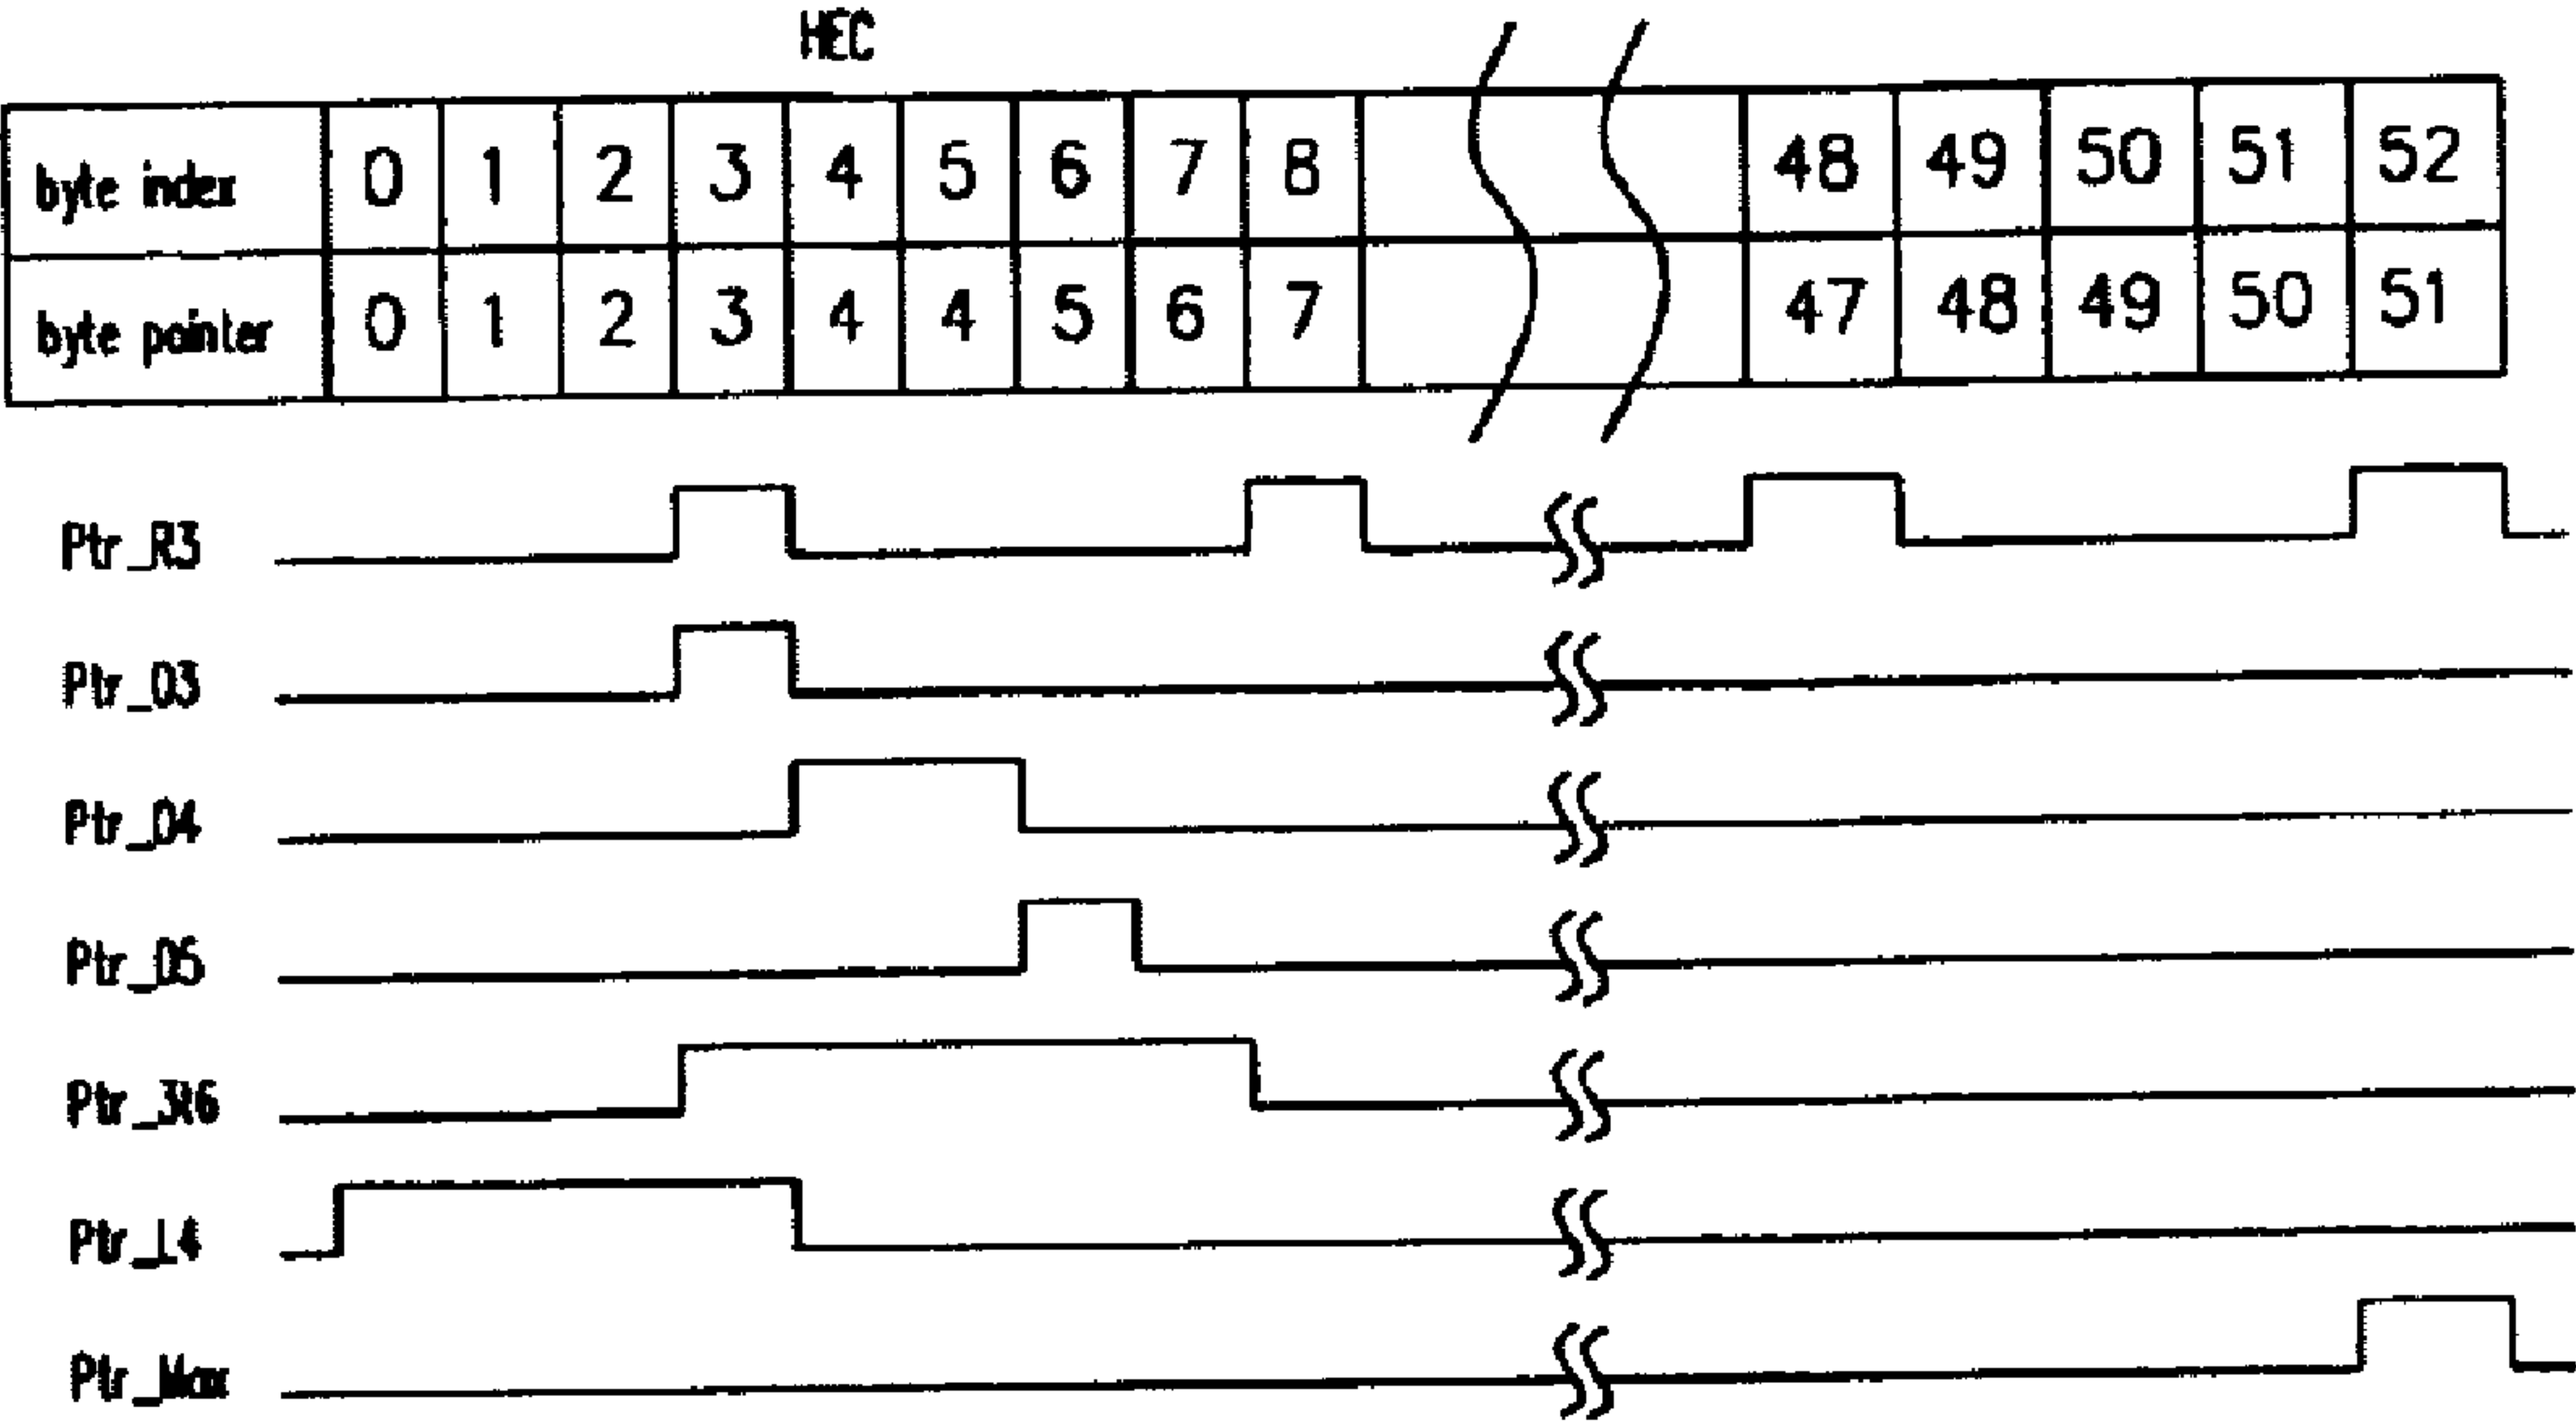 HEC
byte index 0 1 2 3 4 5 6 7 8 48 49 50 51 52
byte pointer 0 1 2 3 4 4 5 6 7 47 48 49 50 51
Ptr_R3
Ptr_03
Ptr_04
Ptr_05
Ptr_3t6
Ptr_L4
Ptr_Max